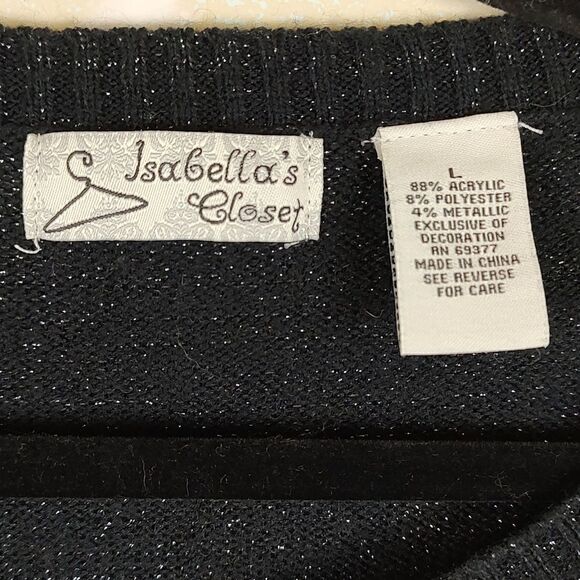 Isabella's
Closet
L
88% ACRYLIC
8% POLYESTER
4% METALLIC
EXCLUSIVE OF
DECORATION
RN 69377
MADE IN CHINA
SEE REVERSE
FOR CARE